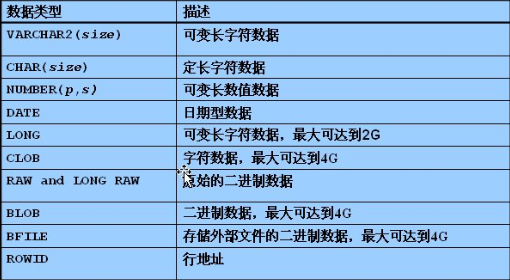 数据类型 描述
VARCHAR2(size) 可变长字符数据
CHAR(size) 定长字符数据
NUMBER(p,s) 可变长数值数据
DATE 日期型数据
LONG 可变长字符数据，最大可达到2G
CLOB 字符数据，最大可达到4G
RAW and LONG RAW 始的二进制数据
BLOB 二进制数据，最大可达到4G
BFILE 存储外部文件的二进制数据，最大可达到4G
ROWID 行地址